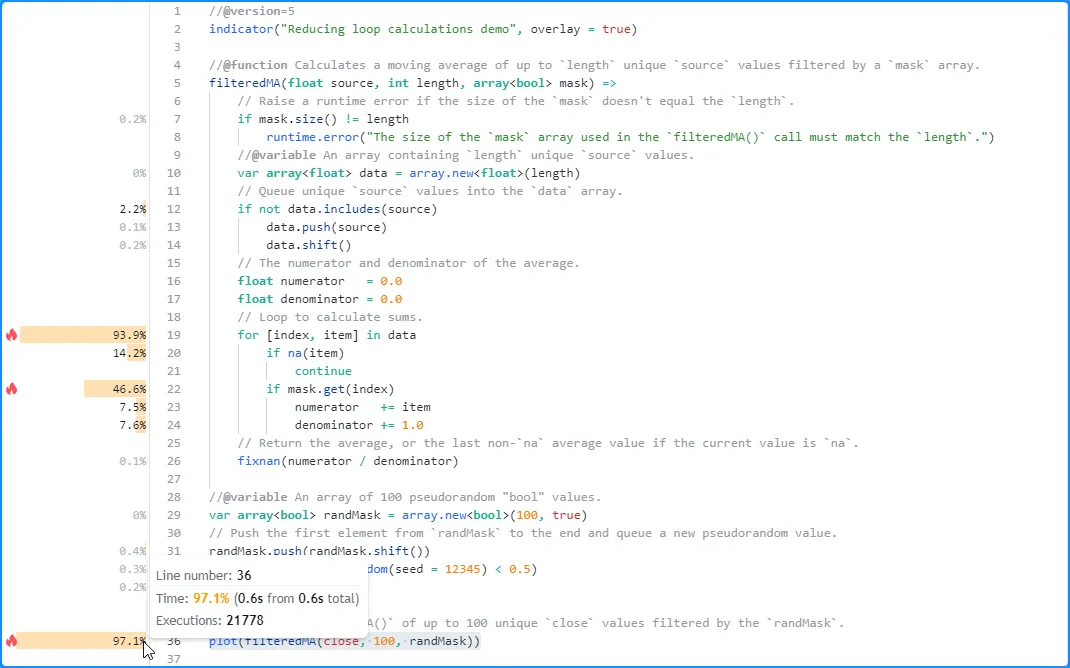 1 //@version=5
2 indicator("Reducing loop calculations demo", overlay = true)
3
4 //@function Calculates a moving average of up to `length` unique `source` values filtered by a `mask` array.
5 filteredMA(float source, int length, array<bool> mask) =>
6 // Raise a runtime error if the size of the `mask` doesn't equal the `length`.
0.2% 7 if mask.size() != length
8 runtime.error("The size of the `mask` array used in the `filteredMA()` call must match the `length`.")
9 //@variable An array containing `length` unique `source` values.
0% 10 var array<float> data = array.new<float>(length)
11 // Queue unique `source` values into the `data` array.
2.2% 12 if not data.includes(source)
0.1% 13 data.push(source)
0.2% 14 data.shift()
15 // The numerator and denominator of the average.
16 float numerator   = 0.0
17 float denominator = 0.0
18 // Loop to calculate sums.
93.9% 19 for [index, item] in data
14.2% 20 if na(item)
21 continue
46.6% 22 if mask.get(index)
7.5% 23 numerator   += item
7.6% 24 denominator += 1.0
25 // Return the average, or the last non-`na` average value if the current value is `na`.
0.1% 26 fixnan(numerator / denominator)
27
28 //@variable An array of 100 pseudorandom "bool" values.
0% 29 var array<bool> randMask = array.new<bool>(100, true)
30 // Push the first element from `randMask` to the end and queue a new pseudorandom value.
0.4% 31 randMask.push(randMask.shift())
0.3% dom(seed = 12345) < 0.5)
0.2%
Line number: 36
Time: 97.1% (0.6s from 0.6s total)
Executions: 21778
A()` of up to 100 unique `close` values filtered by the `randMask`.
97.1% 36 plot(filteredMA(close, 100, randMask))
37